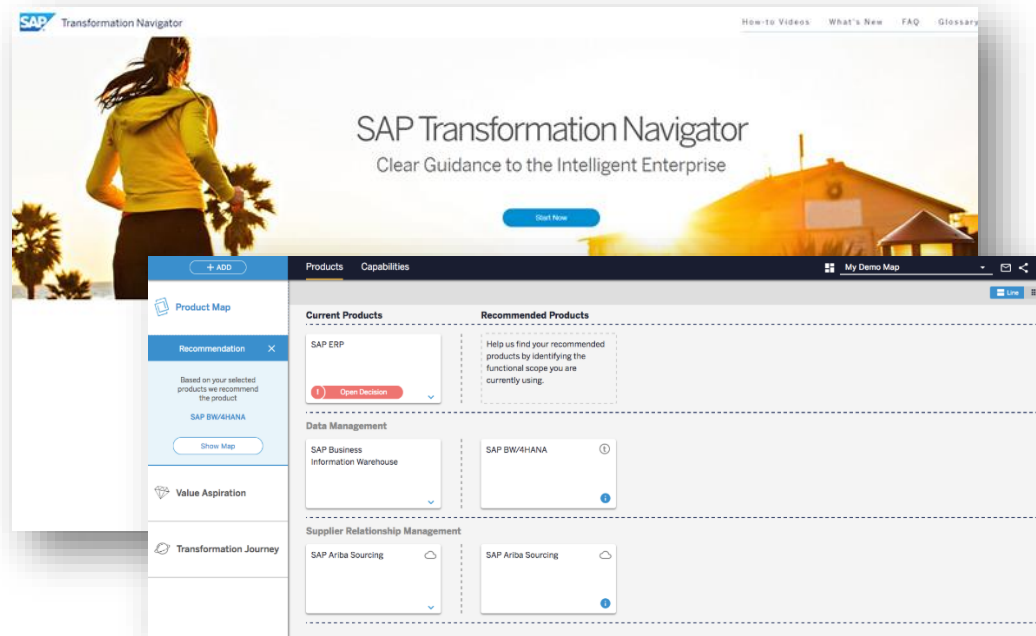 SAP Transformation Navigator
How-to Videos What's New FAQ Glossary
SAP Transformation Navigator
Clear Guidance to the Intelligent Enterprise
Start Now
+ ADD
Products Capabilities
My Demo Map
Product Map
Line
Recommendation
Based on your selected
products we recommend
the product
SAP BW/4HANA
Show Map
Value Aspiration
Transformation Journey
Current Products
Recommended Products
SAP ERP
! Open Decision
Help us find your recommended
products by identifying the
functional scope you are
currently using.
Data Management
SAP Business
Information Warehouse
SAP BW/4HANA
Supplier Relationship Management
SAP Ariba Sourcing
SAP Ariba Sourcing